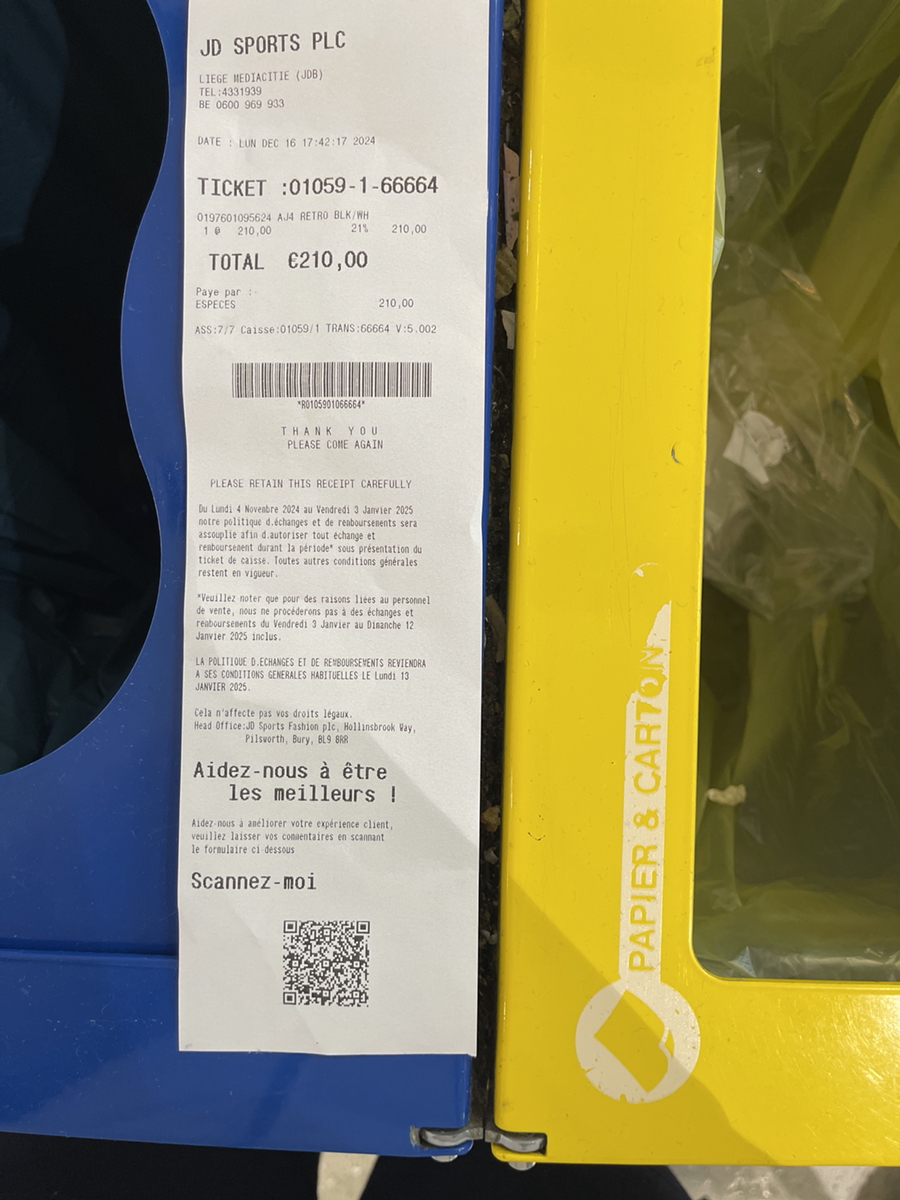 JD SPORTS PLC
LIEGE MEDIACITIE (JDB)
TEL:4331939
BE 0600 969 933
DATE : LUN DEC 16 17:42:17 2024
TICKET :01059-1-66664
0197601095624 AJ4 RETRO BLK/WH
1 @ 210,00 21% 210,00
TOTAL €210,00
Paye par :
ESPECES 210,00
ASS:7/7 Caisse:01059/1 TRANS:66664 V:5.002
*R0105901066664*
THANK YOU
PLEASE COME AGAIN
PLEASE RETAIN THIS RECEIPT CAREFULLY
Du Lundi 4 Novembre 2024 au Vendredi 3 Janvier 2025
notre politique d.échanges et de remboursements sera
assouplie afin d.autoriser tout échange et
remboursement durant la période* sous présentation du
ticket de caisse. Toutes autres conditions générales
restent en vigueur.
*Veuillez noter que pour des raisons liées au personnel
de vente, nous ne procéderons pas à des échanges et
remboursements du Vendredi 3 Janvier au Dimanche 12
Janvier 2025 inclus.
LA POLITIQUE D.ECHANGES ET DE REMBOURSEMENTS REVIENDRA
A SES CONDITIONS GENERALES HABITUELLES LE Lundi 13
JANVIER 2025.
Cela n'affecte pas vos droits légaux.
Head Office:JD Sports Fashion plc, Hollinsbrook Way,
Pilsworth, Bury, BL9 8RR
Aidez-nous à être
les meilleurs !
Aidez-nous à améliorer votre expérience client,
veuillez laisser vos commentaires en scannant
le formulaire ci-dessous
Scannez-moi
PAPIER & CARTON